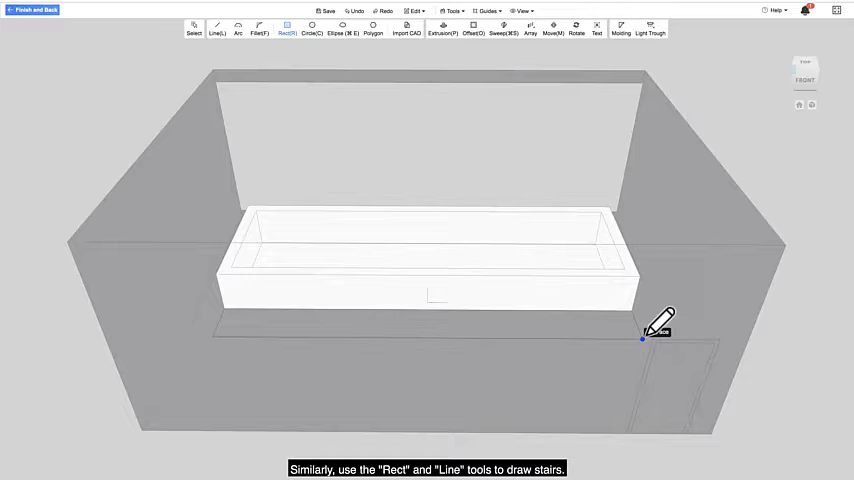 Finish and Back
Save Undo Redo Edit Tools Guides View Help
Select Line(L) Arc Fillet(F) Rect(R) Circle(C) Ellipse (⌘ E) Polygon Import CAD Extrusion(P) Offset(O) Sweep(⌘S) Array Move(M) Rotate Text Molding Light Trough
TOP
FRONT
Similarly, use the "Rect" and "Line" tools to draw stairs.